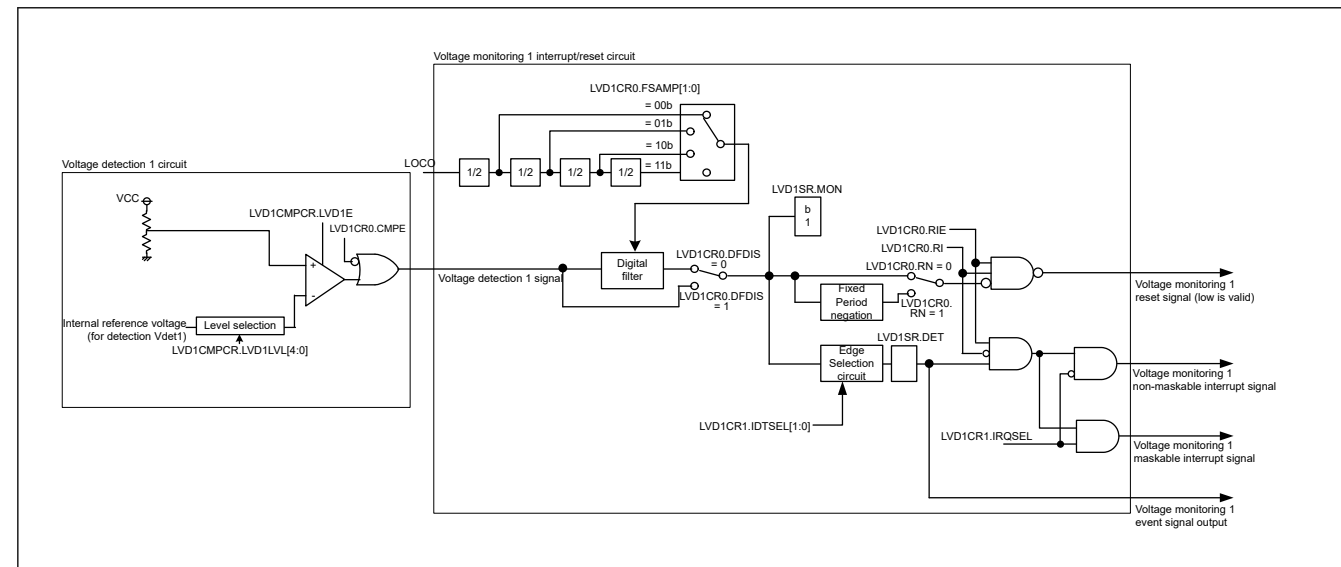 Voltage monitoring 1 interrupt/reset circuit
LVD1CR0.FSAMP[1:0]
= 00b
= 01b
= 10b
= 11b
LOCO
1/2
1/2
1/2
1/2
Voltage detection 1 circuit
VCC
LVD1CMPCR.LVD1E
LVD1CR0.CMPE
+
-
Internal reference voltage
(for detection Vdet1)
Level selection
LVD1CMPCR.LVD1LVL[4:0]
Voltage detection 1 signal
Digital
filter
LVD1CR0.DFDIS
= 0
LVD1CR0.DFDIS
= 1
LVD1SR.MON
b
1
LVD1CR0.RIE
LVD1CR0.RI
LVD1CR0.RN = 0
Fixed
Period
negation
LVD1CR0.
RN = 1
Voltage monitoring 1
reset signal (low is valid)
LVD1SR.DET
Edge
Selection
circuit
LVD1CR1.IDTSEL[1:0]
LVD1CR1.IRQSEL
Voltage monitoring 1
non-maskable interrupt signal
Voltage monitoring 1
maskable interrupt signal
Voltage monitoring 1
event signal output